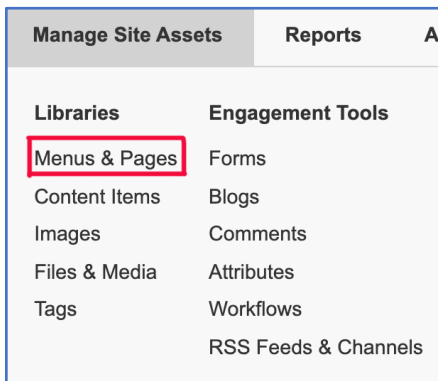 Manage Site Assets Reports A
Libraries Engagement Tools
Menus & Pages Forms
Content Items Blogs
Images Comments
Files & Media Attributes
Tags Workflows
RSS Feeds & Channels